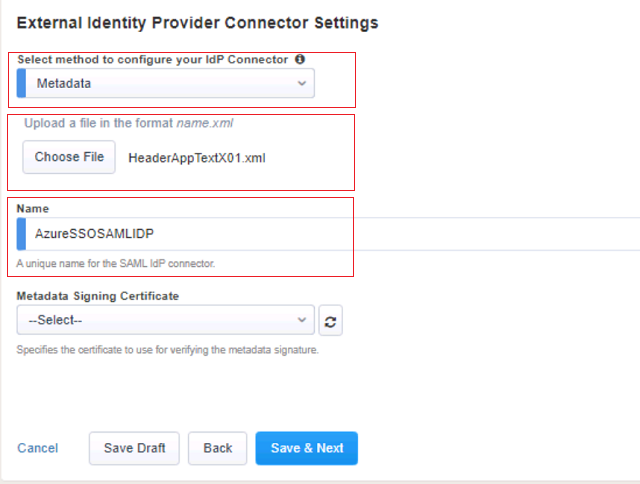 External Identity Provider Connector Settings
Select method to configure your IdP Connector
Metadata
Upload a file in the format name.xml
Choose File HeaderAppTextX01.xml
Name
AzureSSOSAMLIDP
A unique name for the SAML IdP connector.
Metadata Signing Certificate
--Select--
Specifies the certificate to use for verifying the metadata signature.
Cancel Save Draft Back Save & Next